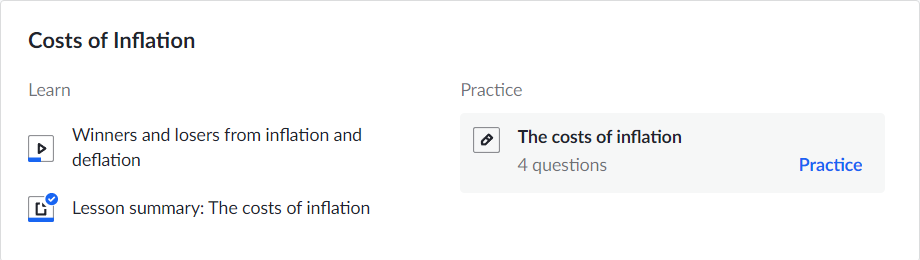 Costs of Inflation
Learn
Winners and losers from inflation and
deflation
Lesson summary: The costs of inflation
Practice
The costs of inflation
4 questions
Practice